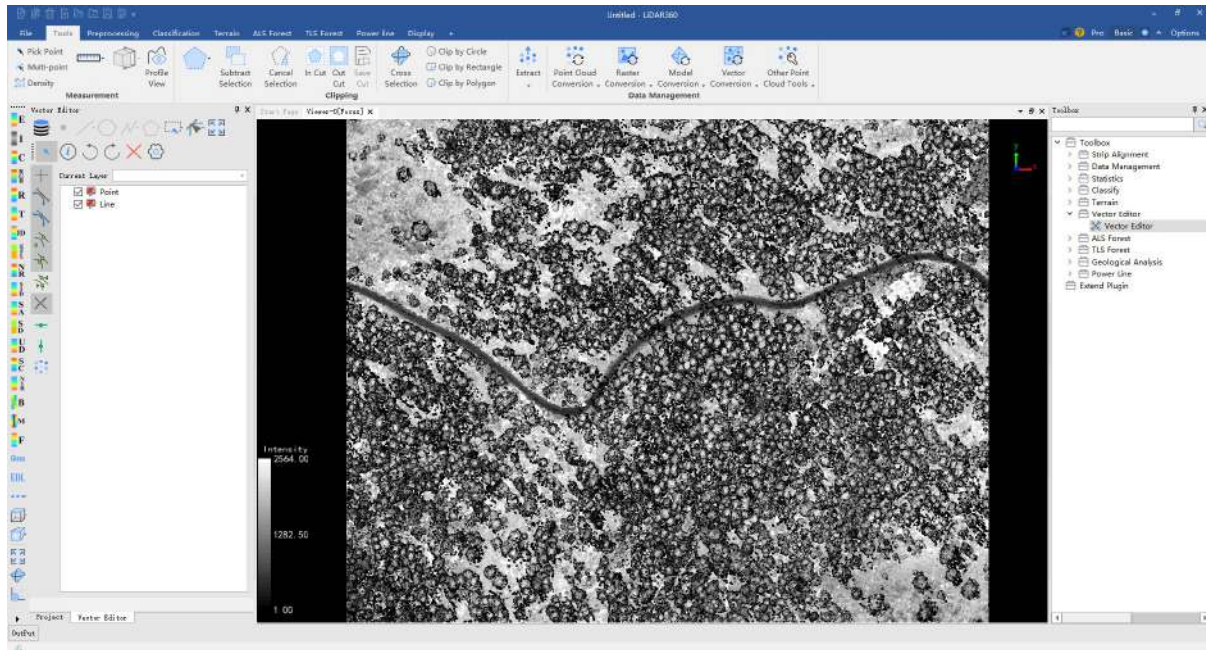 Untitled - LiDAR360
File Tools Preprocessing Classification Terrain ALS Forest TLS Forest Power line Display
Pro Basic Options
Pick Point
Multi-point
Density
Profile View
Measurement
Subtract Selection
Cancel Selection
In Cut
Out Cut
Save Cut
Cross Selection
Clip by Circle
Clip by Rectangle
Clip by Polygon
Clipping
Extract
Point Cloud Conversion
Raster Conversion
Model Conversion
Vector Conversion
Other Point Cloud Tools
Data Management
Vector Editor
Current Layer
Point
Line
Start Page
Intensity
2564.00
1282.50
1.00
Toolbox
Toolbox
Strip Alignment
Data Management
Statistics
Classify
Terrain
Vector Editor
Vector Editor
ALS Forest
TLS Forest
Geological Analysis
Power Line
Extend Plugin
E
I
C
R
T
ID
B
M
F
EDL
Project Vector Editor
OutPut